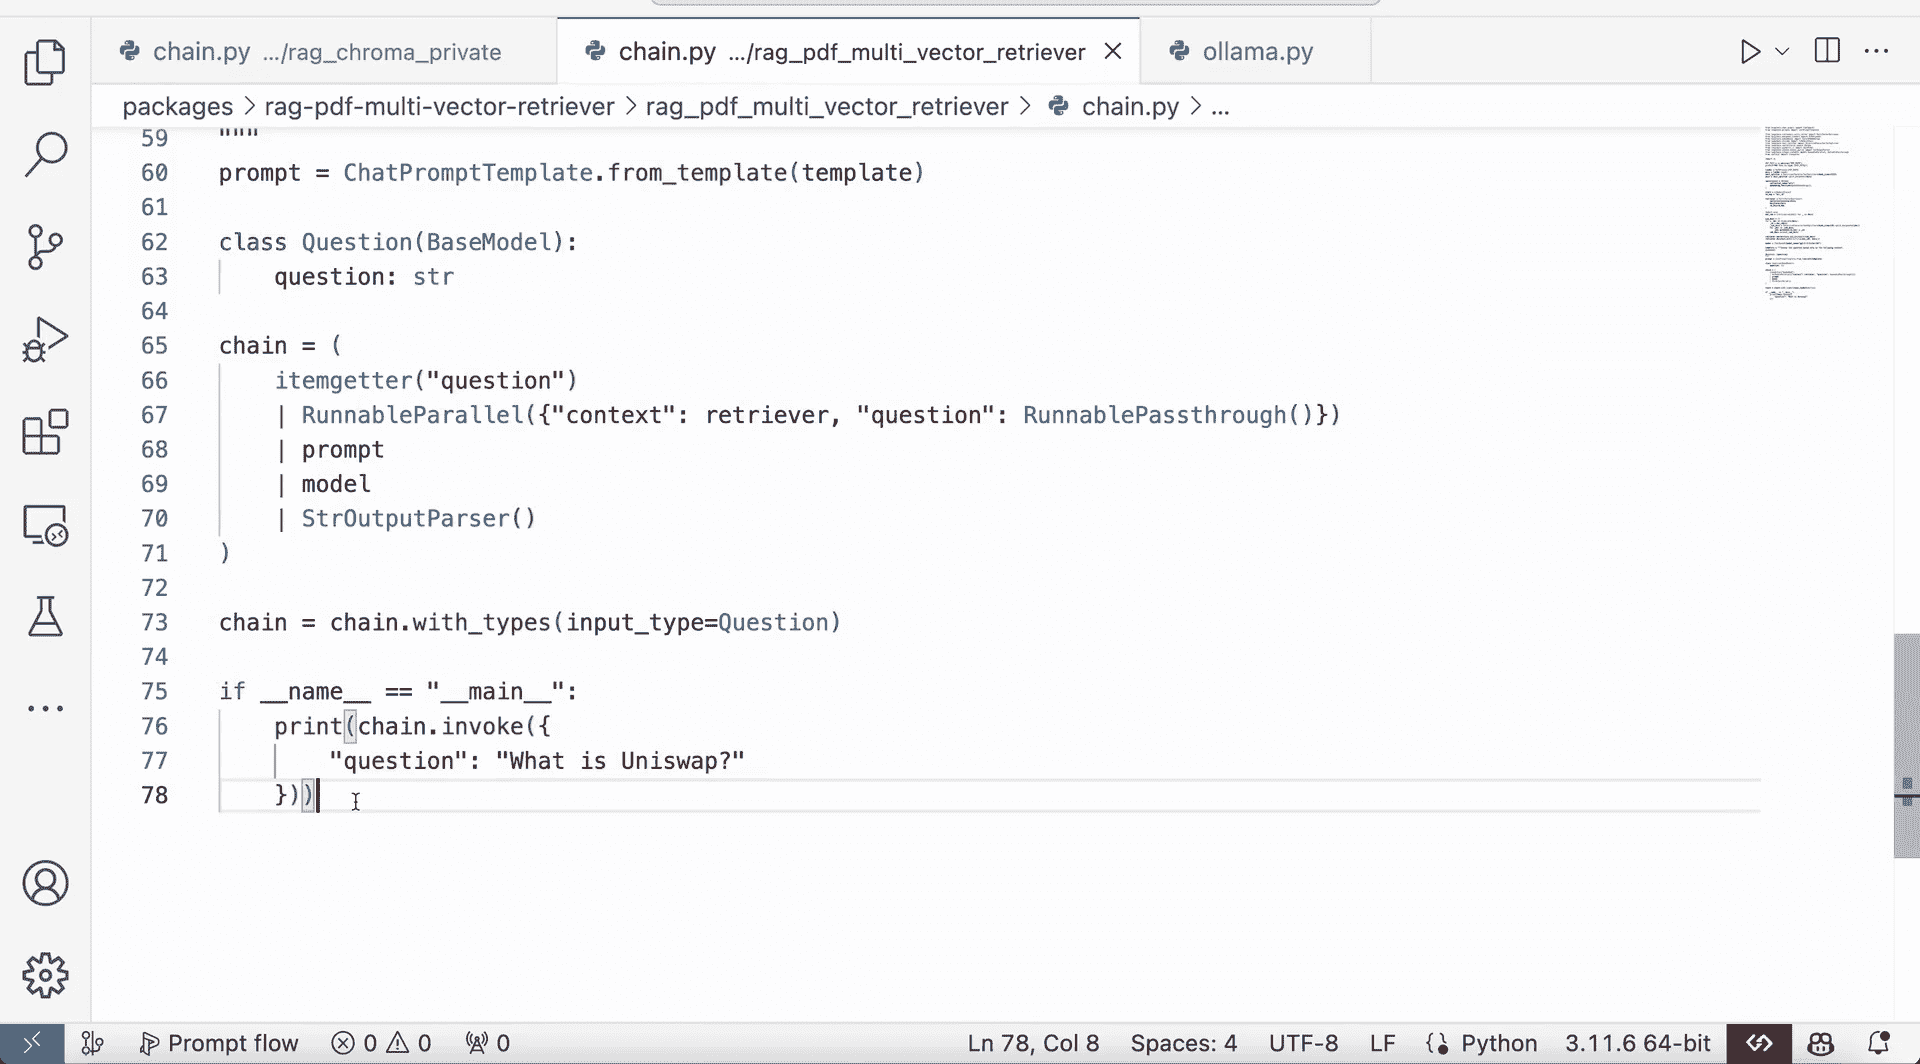 chain.py .../rag_chroma_private
chain.py .../rag_pdf_multi_vector_retriever
ollama.py
packages > rag-pdf-multi-vector-retriever > rag_pdf_multi_vector_retriever > chain.py > ...
59 """
60 prompt = ChatPromptTemplate.from_template(template)
61
62 class Question(BaseModel):
63     question: str
64
65 chain = (
66     itemgetter("question")
67     | RunnableParallel({"context": retriever, "question": RunnablePassthrough()})
68     | prompt
69     | model
70     | StrOutputParser()
71 )
72
73 chain = chain.with_types(input_type=Question)
74
75 if __name__ == "__main__":
76     print(chain.invoke({
77         "question": "What is Uniswap?"
78     }))
Prompt flow 0 0 0 Ln 78, Col 8 Spaces: 4 UTF-8 LF Python 3.11.6 64-bit